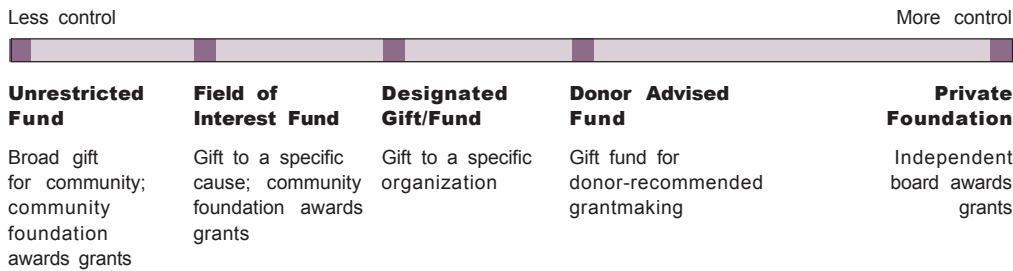 Less control
More control
Unrestricted
Fund
Broad gift
for community;
community
foundation
awards grants
Field of
Interest Fund
Gift to a specific
cause; community
foundation awards
grants
Designated
Gift/Fund
Gift to a specific
organization
Donor Advised
Fund
Gift fund for
donor-recommended
grantmaking
Private
Foundation
Independent
board awards
grants